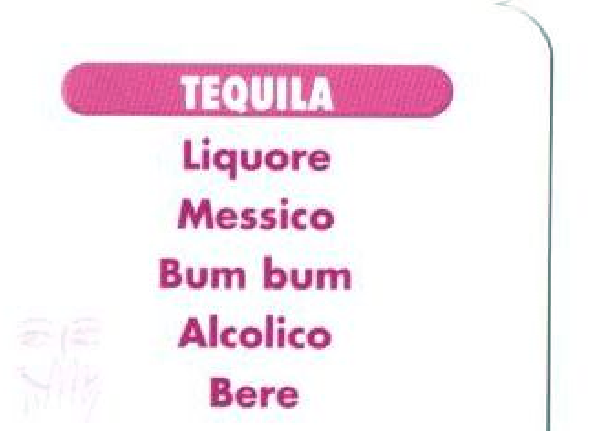 TEQUILA
Liquore
Messico
Bum bum
Alcolico
Bere